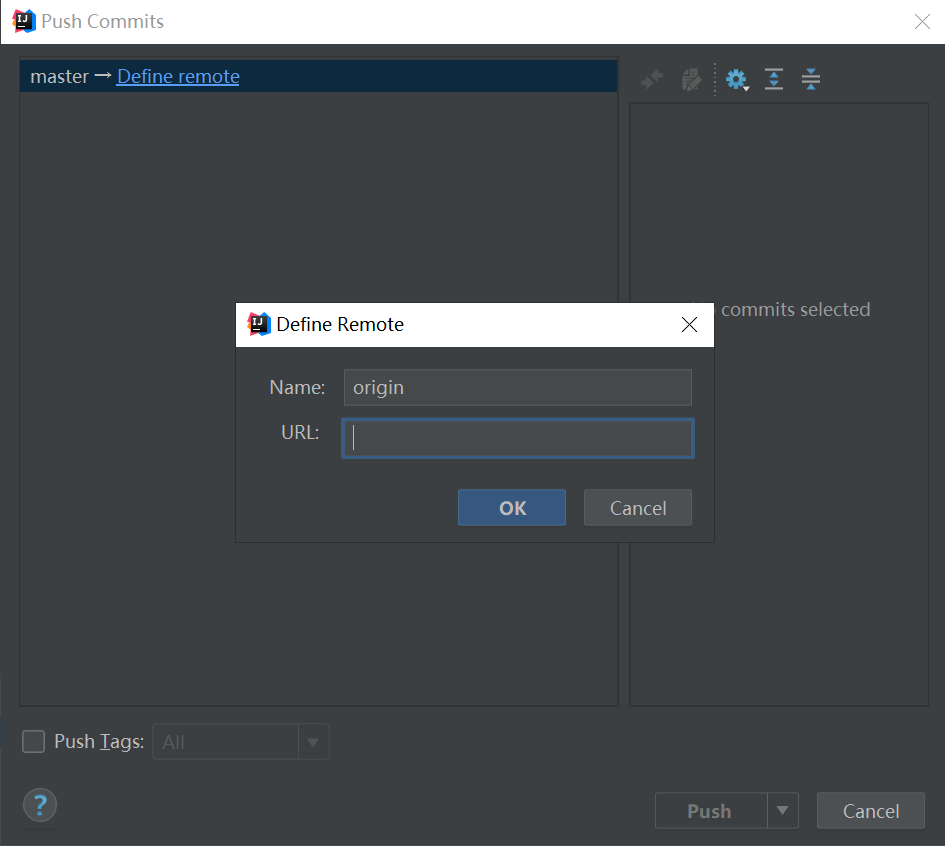 Push Commits
master → Define remote
commits selected
Define Remote
Name: origin
URL:
OK Cancel
Push Tags: All
?
Push Cancel